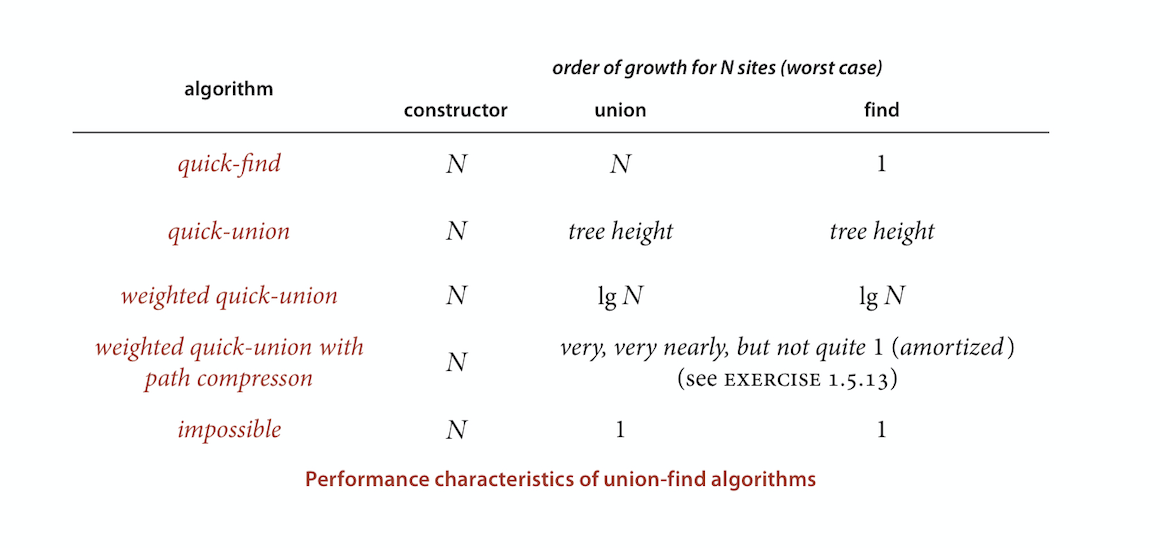 order of growth for N sites (worst case)
algorithm
constructor union find
quick-find N N 1
quick-union N tree height tree height
weighted quick-union N lg N lg N
weighted quick-union with
path compresson
N
very, very nearly, but not quite 1 (amortized)
(see EXERCISE 1.5.13)
impossible N 1 1
Performance characteristics of union-find algorithms